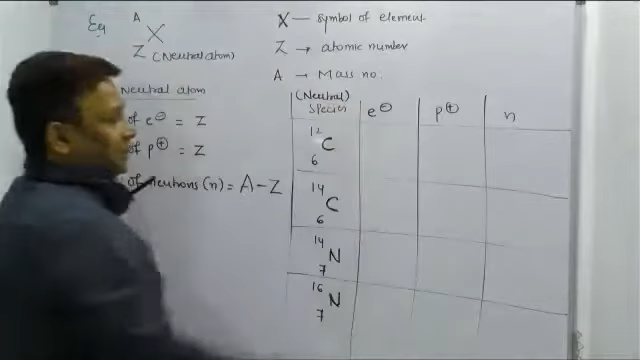 Eg A
X
Z (Neutral atom)
X — Symbol of element.
Z → atomic number
A → Mass no.
Neutral atom
of e⊖ = Z
of p⊕ = Z
of neutrons (n) = A - Z
(Neutral)
Species e⊖ p⊕ n
12
C
6
14
C
6
14
N
7
16
N
7